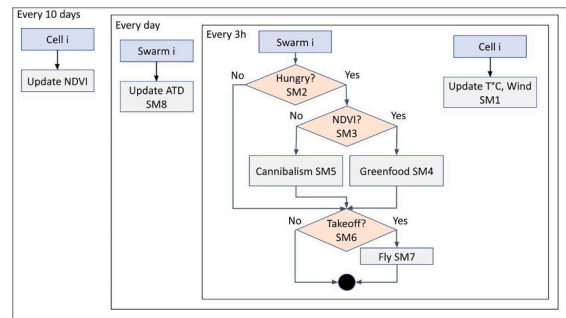 Every 10 days
Cell i
Update NDVI
Every day
Swarm i
Update ATD
SM8
Every 3h
Swarm i
No
Hungry?
SM2
Yes
No
NDVI?
SM3
Yes
Cannibalism SM5
Greenfood SM4
No
Takeoff?
SM6
Yes
Fly SM7
Cell i
Update T°C, Wind
SM1